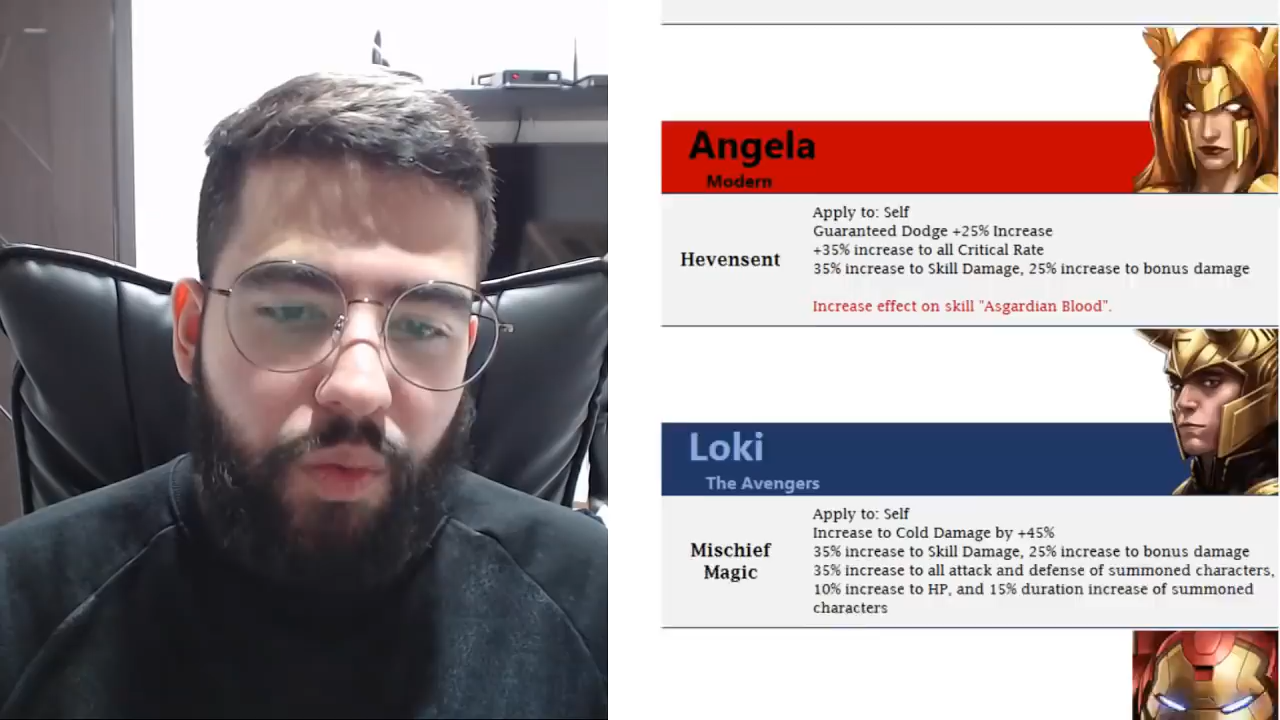 Angela
Modern
Hevensent
Apply to: Self
Guaranteed Dodge +25% Increase
+35% increase to all Critical Rate
35% increase to Skill Damage, 25% increase to bonus damage
Increase effect on skill "Asgardian Blood".
Loki
The Avengers
Mischief
Magic
Apply to: Self
Increase to Cold Damage by +45%
35% increase to Skill Damage, 25% increase to bonus damage
35% increase to all attack and defense of summoned characters,
10% increase to HP, and 15% duration increase of summoned
characters